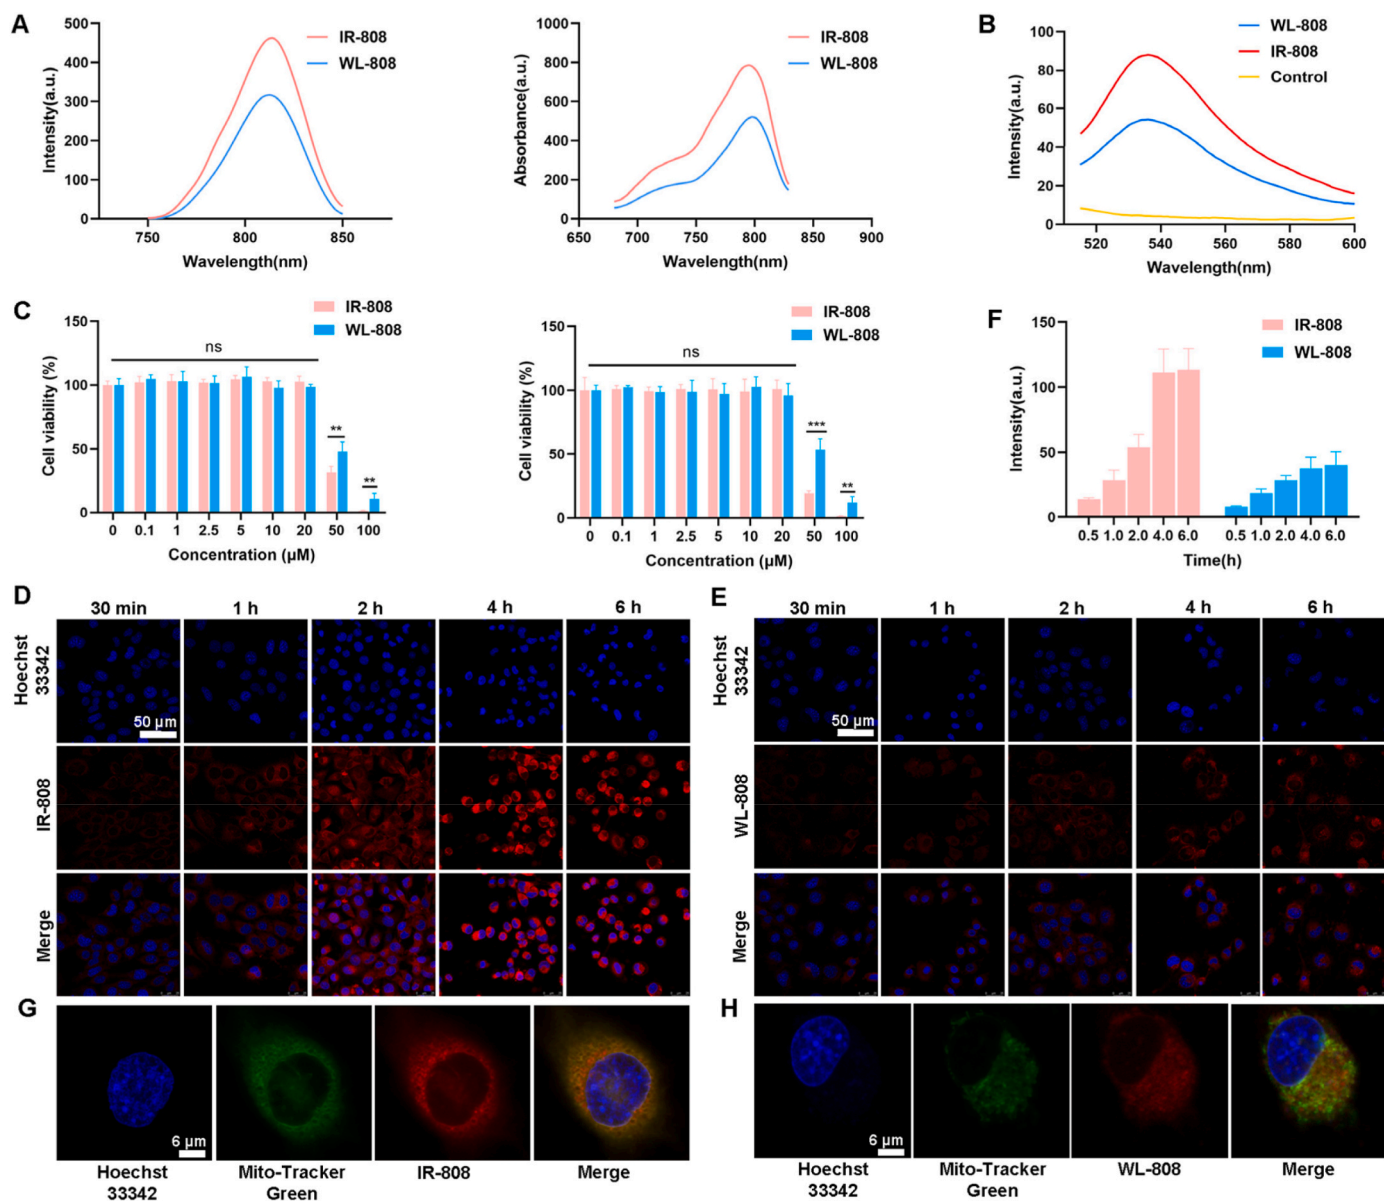 A
500
400
300
200
100
0
Intensity(a.u.)
IR-808
WL-808
750
800
850
Wavelength(nm)
1000
800
600
400
200
0
Absorbance(a.u.)
IR-808
WL-808
650
700
750
800
850
900
Wavelength(nm)
B
100
80
60
40
20
0
Intensity(a.u.)
WL-808
IR-808
Control
520
540
560
580
600
Wavelength(nm)
C
150
100
50
0
Cell viability (%)
IR-808
WL-808
ns
**
**
0 0.1 1 2.5 5 10 20 50 100
Concentration (µM)
150
100
50
0
Cell viability (%)
IR-808
WL-808
ns
***
**
0 0.1 1 2.5 5 10 20 50 100
Concentration (µM)
F
150
100
50
0
Intensity(a.u.)
IR-808
WL-808
0.5 1.0 2.0 4.0 6.0 0.5 1.0 2.0 4.0 6.0
Time(h)
D
30 min 1 h 2 h 4 h 6 h
Hoechst
33342
50 µm
IR-808
Merge
E
30 min 1 h 2 h 4 h 6 h
Hoechst
33342
50 µm
WL-808
Merge
G
6 µm
Hoechst
33342
Mito-Tracker
Green
IR-808
Merge
H
6 µm
Hoechst
33342
Mito-Tracker
Green
WL-808
Merge